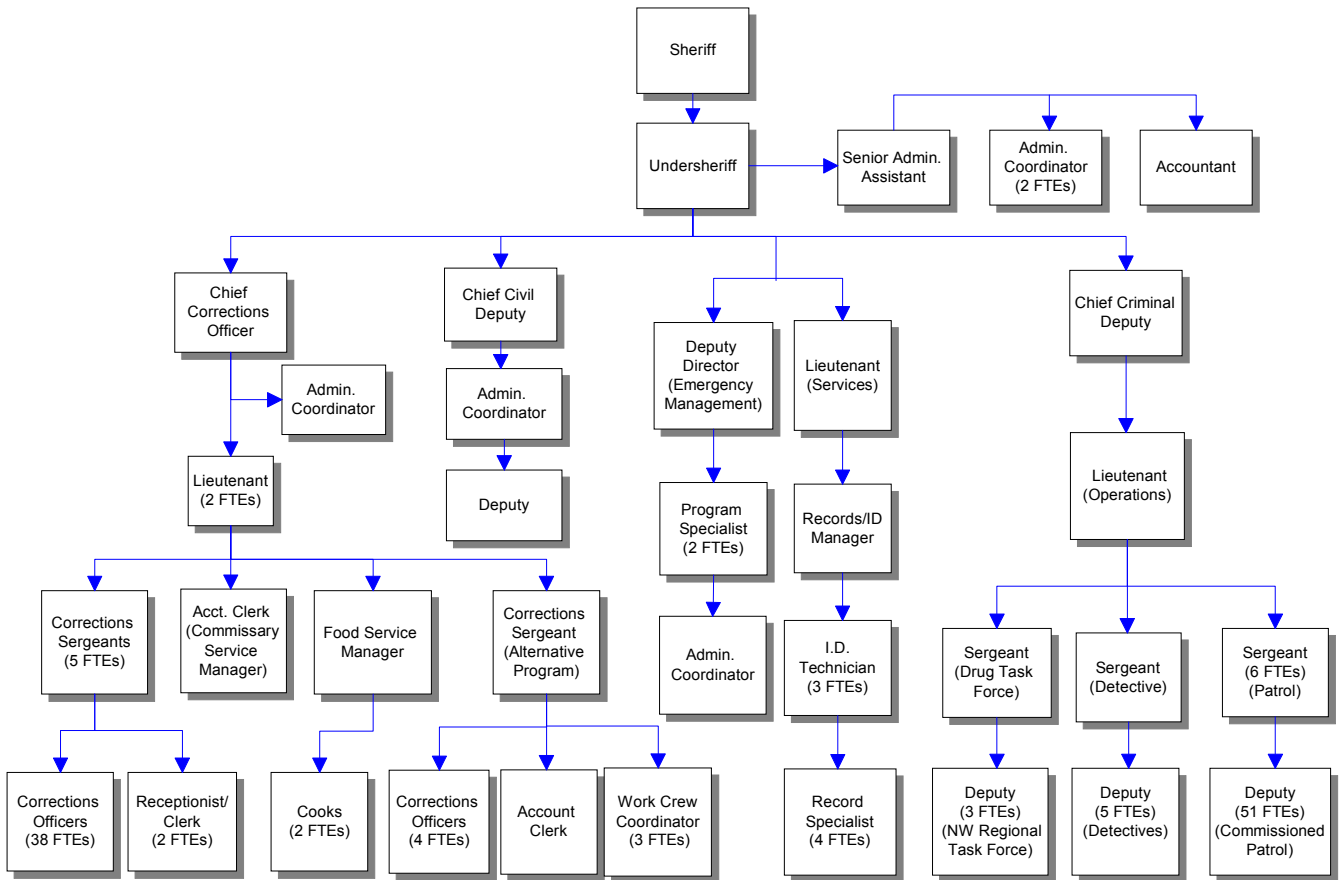 Sheriff
Undersheriff
Senior Admin.
Assistant
Admin.
Coordinator
(2 FTEs)
Accountant
Chief
Corrections
Officer
Chief Civil
Deputy
Deputy
Director
(Emergency
Management)
Lieutenant
(Services)
Chief Criminal
Deputy
Admin.
Coordinator
Admin.
Coordinator
Lieutenant
(2 FTEs)
Deputy
Program
Specialist
(2 FTEs)
Records/ID
Manager
Lieutenant
(Operations)
Corrections
Sergeants
(5 FTEs)
Acct. Clerk
(Commissary
Service
Manager)
Food Service
Manager
Corrections
Sergeant
(Alternative
Program)
Admin.
Coordinator
I.D.
Technician
(3 FTEs)
Sergeant
(Drug Task
Force)
Sergeant
(Detective)
Sergeant
(6 FTEs)
(Patrol)
Corrections
Officers
(38 FTEs)
Receptionist/
Clerk
(2 FTEs)
Cooks
(2 FTEs)
Corrections
Officers
(4 FTEs)
Account
Clerk
Work Crew
Coordinator
(3 FTEs)
Record
Specialist
(4 FTEs)
Deputy
(3 FTEs)
(NW Regional
Task Force)
Deputy
(5 FTEs)
(Detectives)
Deputy
(51 FTEs)
(Commissioned
Patrol)